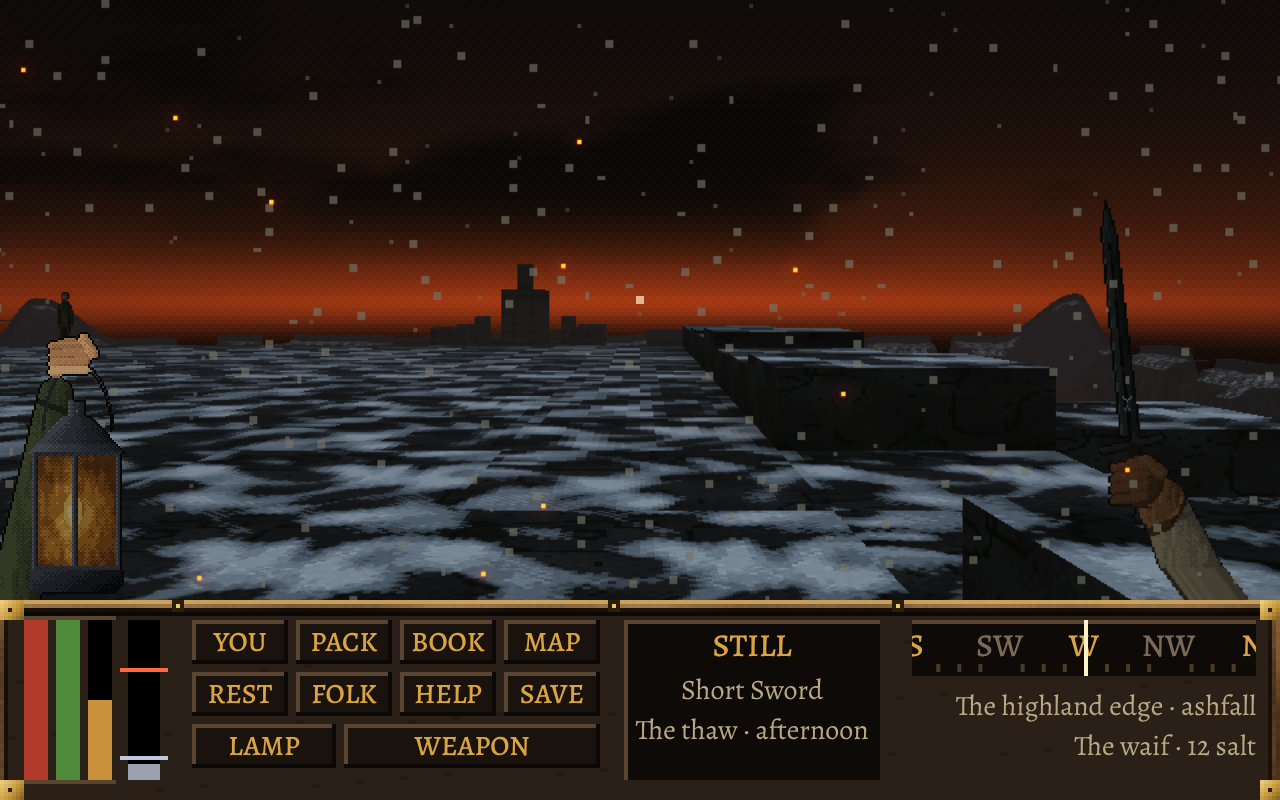 YOU PACK BOOK MAP
REST FOLK HELP SAVE
LAMP WEAPON
STILL
Short Sword
The thaw · afternoon
S SW W NW N
The highland edge · ashfall
The waif · 12 salt